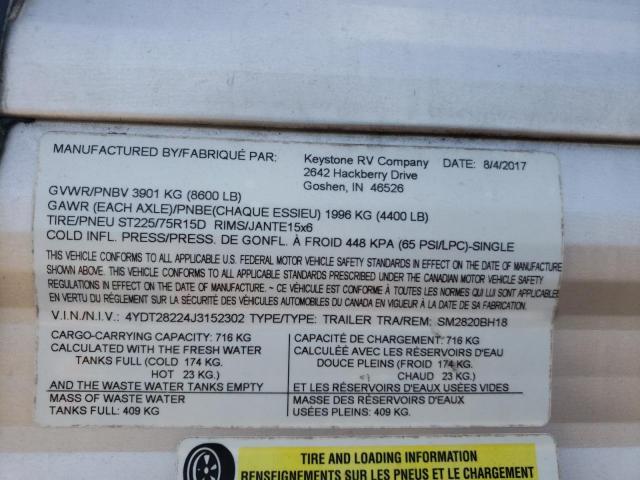 MANUFACTURED BY/FABRIQUÉ PAR: Keystone RV Company DATE: 8/4/2017
2642 Hackberry Drive
Goshen, IN 46526
GVWR/PNBV 3901 KG (8600 LB)
GAWR (EACH AXLE)/PNBE(CHAQUE ESSIEU) 1996 KG (4400 LB)
TIRE/PNEU ST225/75R15D RIMS/JANTE15x6
COLD INFL. PRESS/PRESS. DE GONFL. À FROID 448 KPA (65 PSI/LPC)-SINGLE
THIS VEHICLE CONFORMS TO ALL APPLICABLE U.S. FEDERAL MOTOR VEHICLE SAFETY STANDARDS IN EFFECT ON THE DATE OF MANUFACTURE
SHOWN ABOVE. THIS VEHICLE CONFORMS TO ALL APPLICABLE STANDARDS PRESCRIBED UNDER THE CANADIAN MOTOR VEHICLE SAFETY
REGULATIONS IN EFFECT ON THE DATE OF MANUFACTURE. ~ CE VÉHICULE EST CONFORME À TOUTES LES NORMES QUI LUI SONT APPLICABLES
EN VERTU DU RÈGLEMENT SUR LA SÉCURITÉ DES VÉHICULES AUTOMOBILES DU CANADA EN VIGUEUR À LA DATE DE SA FABRICATION
V.I.N./N.I.V.: 4YDT28224J3152302 TYPE/TYPE: TRAILER TRA/REM: SM2820BH18
CARGO-CARRYING CAPACITY: 716 KG
CALCULATED WITH THE FRESH WATER
TANKS FULL (COLD 174 KG.
HOT 23 KG.)
AND THE WASTE WATER TANKS EMPTY
MASS OF WASTE WATER
TANKS FULL: 409 KG
CAPACITÉ DE CHARGEMENT: 716 KG
CALCULÉE AVEC LES RÉSERVOIRS D'EAU
DOUCE PLEINS (FROID 174 KG.
CHAUD 23 KG.)
ET LES RÉSERVOIRS D'EAUX USÉES VIDES
MASSE DES RÉSERVOIRS D'EAUX
USÉES PLEINS: 409 KG.
TIRE AND LOADING INFORMATION
RENSEIGNEMENTS SUR LES PNEUS ET LE CHARGEMENT